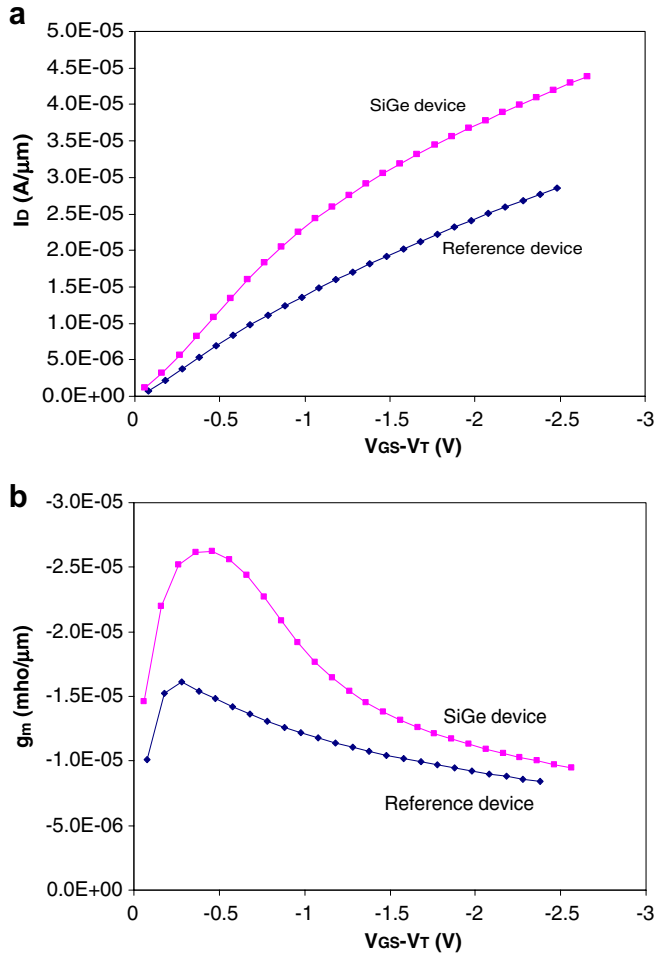 a
5.0E-05
4.5E-05
4.0E-05
3.5E-05
3.0E-05
2.5E-05
2.0E-05
1.5E-05
1.0E-05
5.0E-06
0.0E+00
ID (A/μm)
SiGe device
Reference device
0 -0.5 -1 -1.5 -2 -2.5 -3
VGS-VT (V)
b
-3.0E-05
-2.5E-05
-2.0E-05
-1.5E-05
-1.0E-05
-5.0E-06
0.0E+00
gm (mho/μm)
SiGe device
Reference device
0 -0.5 -1 -1.5 -2 -2.5 -3
VGS-VT (V)